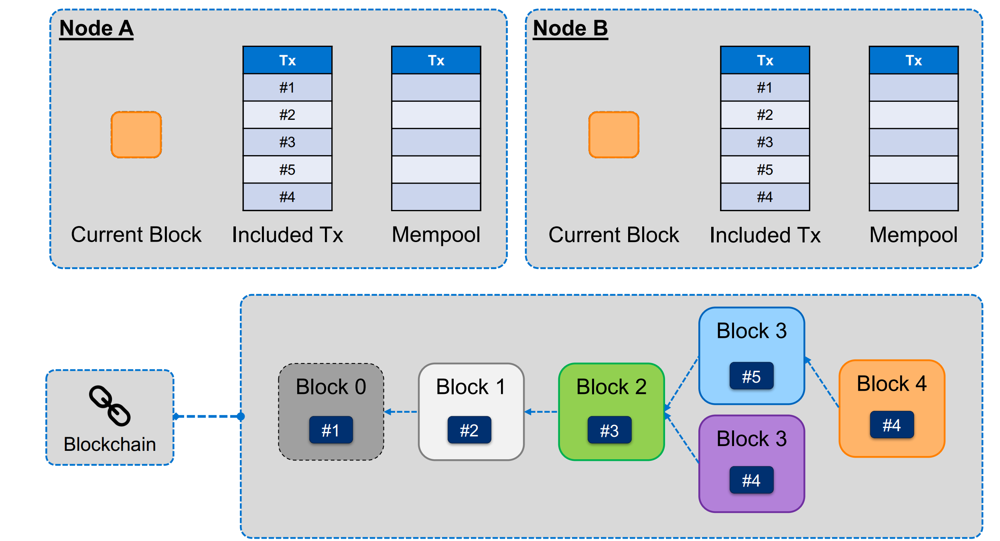 Node A
Tx
#1
#2
#3
#5
#4
Tx
Current Block
Included Tx
Mempool
Node B
Tx
#1
#2
#3
#5
#4
Tx
Current Block
Included Tx
Mempool
Blockchain
Block 0
#1
Block 1
#2
Block 2
#3
Block 3
#5
Block 3
#4
Block 4
#4